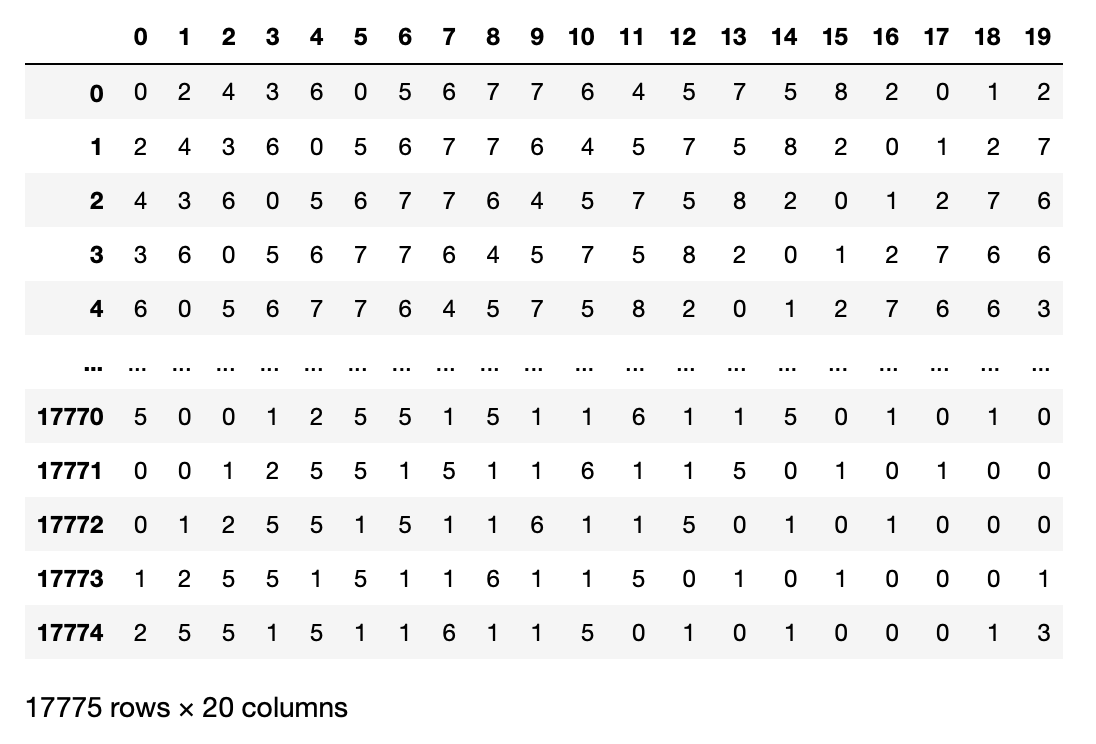 0 1 2 3 4 5 6 7 8 9 10 11 12 13 14 15 16 17 18 19
0 0 2 4 3 6 0 5 6 7 7 6 4 5 7 5 8 2 0 1 2
1 2 4 3 6 0 5 6 7 7 6 4 5 7 5 8 2 0 1 2 7
2 4 3 6 0 5 6 7 7 6 4 5 7 5 8 2 0 1 2 7 6
3 3 6 0 5 6 7 7 6 4 5 7 5 8 2 0 1 2 7 6 6
4 6 0 5 6 7 7 6 4 5 7 5 8 2 0 1 2 7 6 6 3
... ... ... ... ... ... ... ... ... ... ... ... ... ... ... ... ... ... ... ... ...
17770 5 0 0 1 2 5 5 1 5 1 1 6 1 1 5 0 1 0 1 0
17771 0 0 1 2 5 5 1 5 1 1 6 1 1 5 0 1 0 1 0 0
17772 0 1 2 5 5 1 5 1 1 6 1 1 5 0 1 0 1 0 0 0
17773 1 2 5 5 1 5 1 1 6 1 1 5 0 1 0 1 0 0 0 1
17774 2 5 5 1 5 1 1 6 1 1 5 0 1 0 1 0 0 0 1 3
17775 rows × 20 columns